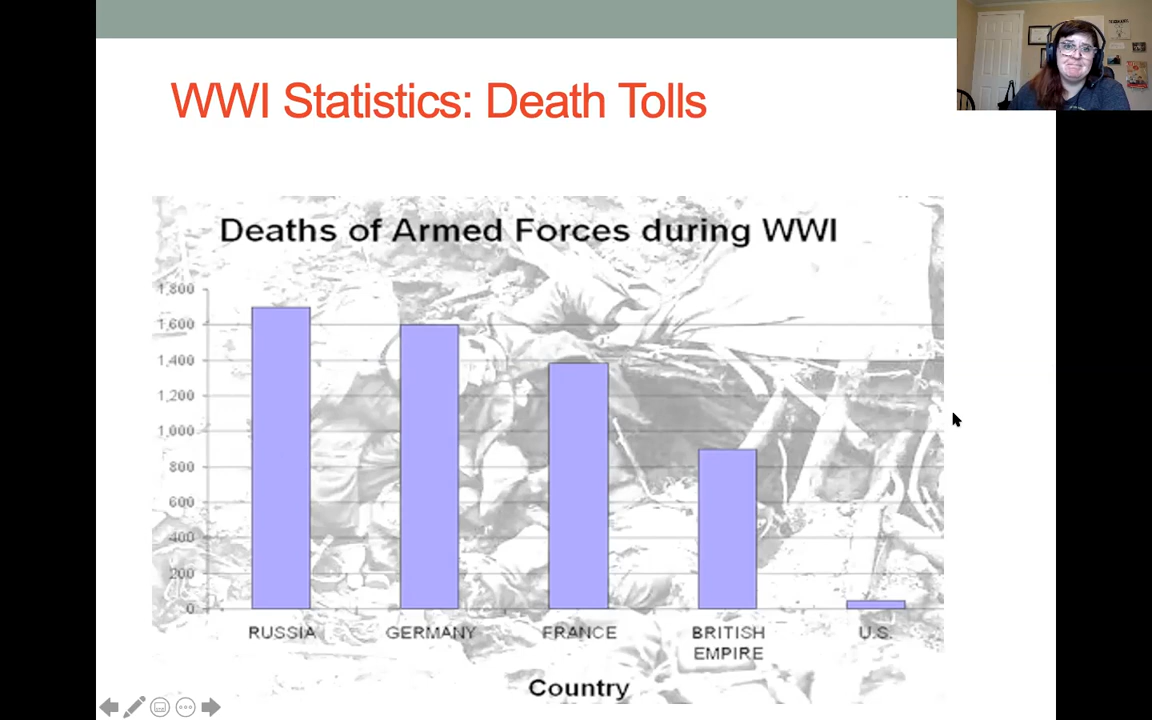 WWI Statistics: Death Tolls
Deaths of Armed Forces during WWI
1,800
1,600
1,400
1,200
1,000
800
600
400
200
0
RUSSIA GERMANY FRANCE BRITISH EMPIRE U.S.
Country